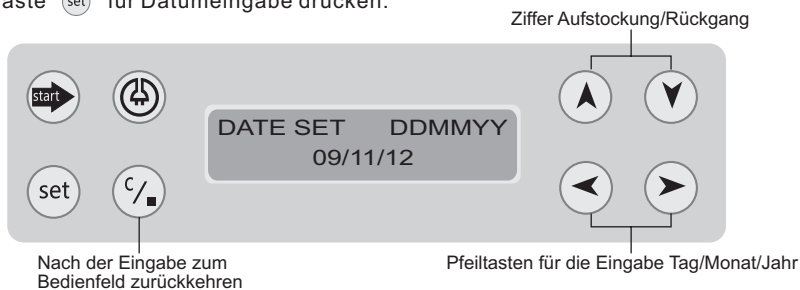 aste set für Datumeingabe drücken.
Ziffer Aufstockung/Rückgang
start
DATE SET DDMMYY
09/11/12
set
C/
Nach der Eingabe zum
Bedienfeld zurückkehren
Pfeiltasten für die Eingabe Tag/Monat/Jahr